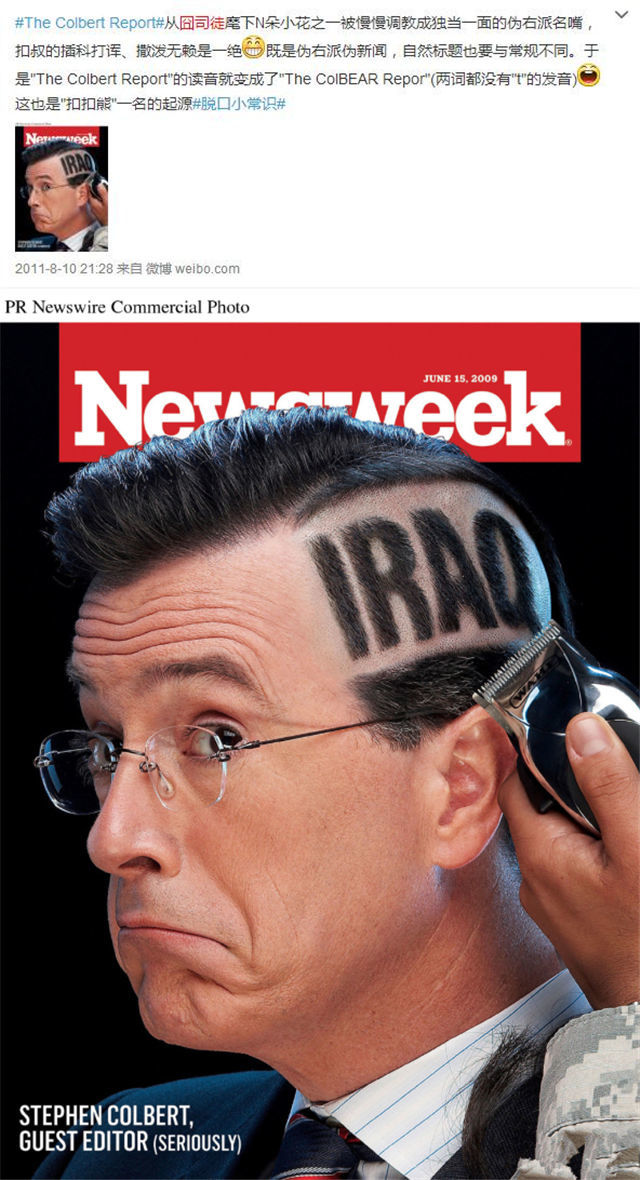 #The Colbert Report#从囧司徒麾下N朵小花之一被慢慢调教成独当一面的伪右派名嘴，
扣叔的插科打诨、撒泼无赖是一绝既是伪右派伪新闻，自然标题也要与常规不同。于
是"The Colbert Report"的读音就变成了"The ColBEAR Repor"(两词都没有"t"的发音)
这也是"扣扣熊"一名的起源#脱口小常识#
Newsweek
IRAQ
2011-8-10 21:28 来自 微博 weibo.com
PR Newswire Commercial Photo
JUNE 15, 2009
Newsweek
IRAQ
STEPHEN COLBERT,
GUEST EDITOR (SERIOUSLY)